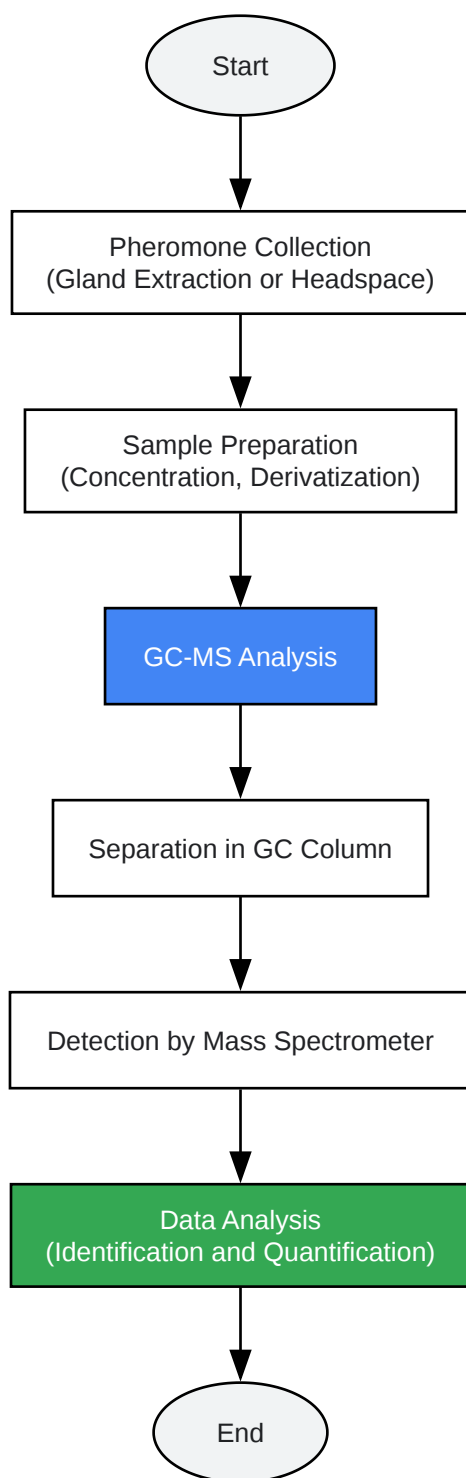 Start
Pheromone Collection
(Gland Extraction or Headspace)
Sample Preparation
(Concentration, Derivatization)
GC-MS Analysis
Separation in GC Column
Detection by Mass Spectrometer
Data Analysis
(Identification and Quantification)
End